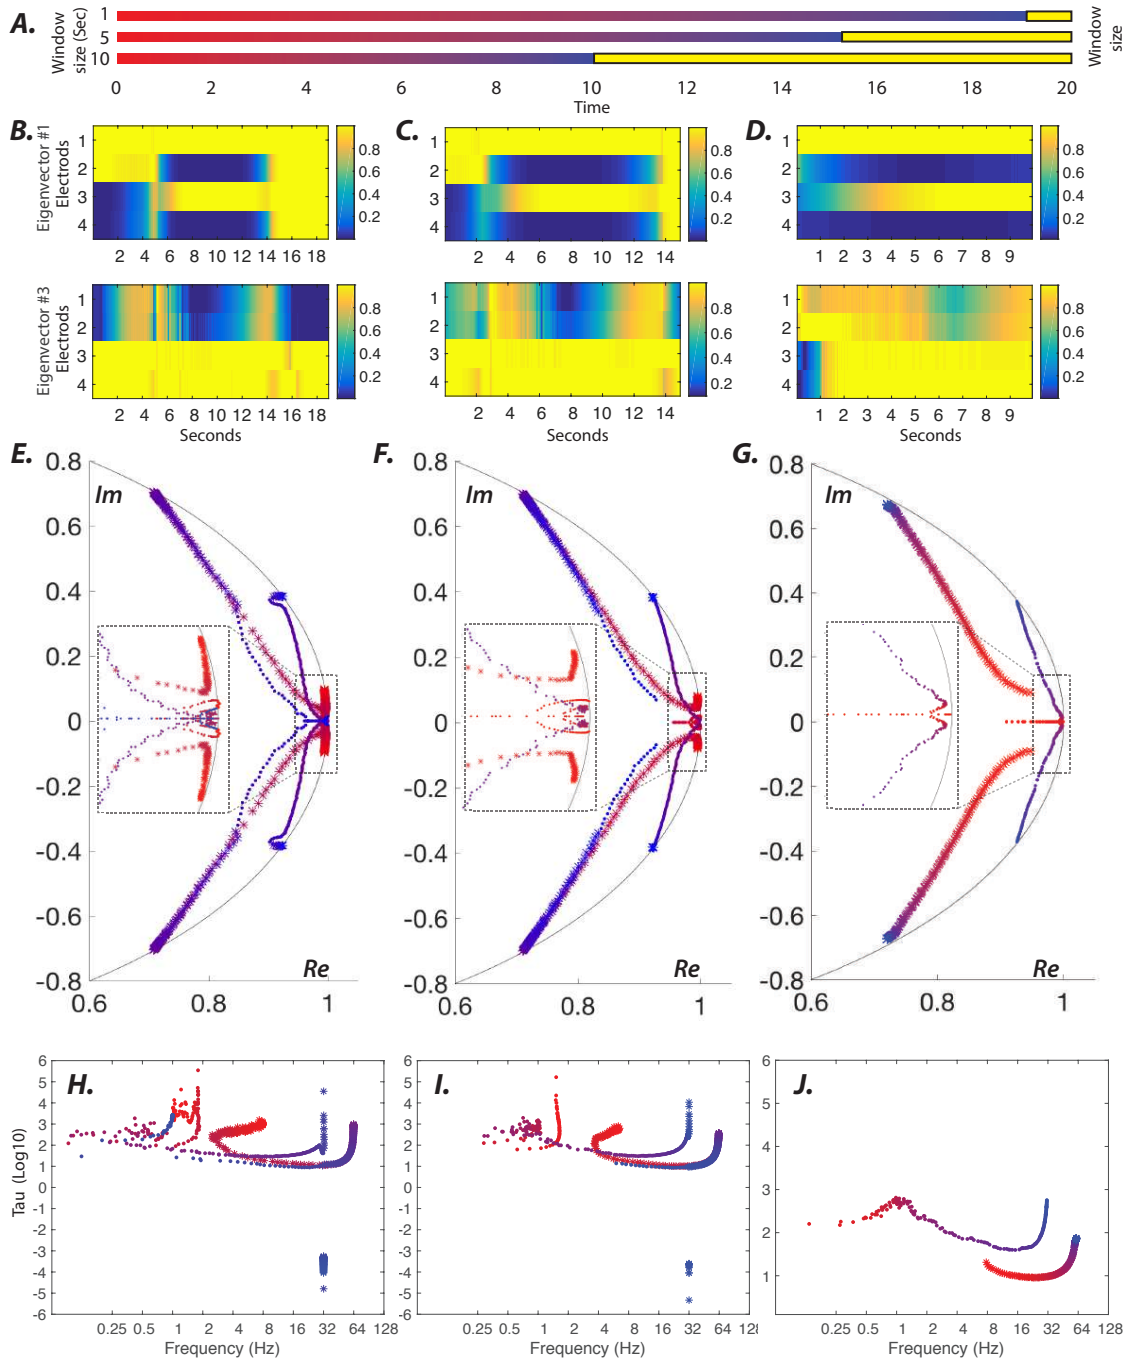 A.
Window size (Sec)
1
5
10
Window size
0 2 4 6 8 10 12 14 16 18 20
Time
B. C. D.
Eigenvector #1
Electrods
1
2
3
4
0.8
0.6
0.4
0.2
2 4 6 8 10 12 14 16 18
1
2
3
4
0.8
0.6
0.4
0.2
2 4 6 8 10 12 14
1
2
3
4
0.8
0.6
0.4
0.2
1 2 3 4 5 6 7 8 9
Eigenvector #3
Electrods
1
2
3
4
0.8
0.6
0.4
0.2
2 4 6 8 10 12 14 16 18
Seconds
1
2
3
4
0.8
0.6
0.4
0.2
2 4 6 8 10 12 14
1
2
3
4
0.8
0.6
0.4
0.2
1 2 3 4 5 6 7 8 9
Seconds
E.
0.8
Im
0.6
0.4
0.2
0
-0.2
-0.4
-0.6
-0.8
Re
0.6 0.8 1
F.
0.8
Im
0.6
0.4
0.2
0
-0.2
-0.4
-0.6
-0.8
Re
0.6 0.8 1
G.
0.8
Im
0.6
0.4
0.2
0
-0.2
-0.4
-0.6
-0.8
Re
0.6 0.8 1
H.
Tau (Log10)
6
5
4
3
2
1
0
-1
-2
-3
-4
-5
-6
0.25 0.5 1 2 4 8 16 32 64 128
Frequency (Hz)
I.
6
5
4
3
2
1
0
-1
-2
-3
-4
-5
-6
0.25 0.5 1 2 4 8 16 32 64 128
Frequency (Hz)
J.
5
4
3
2
1
0.25 0.5 1 2 4 8 16 32 64 128
Frequency (Hz)